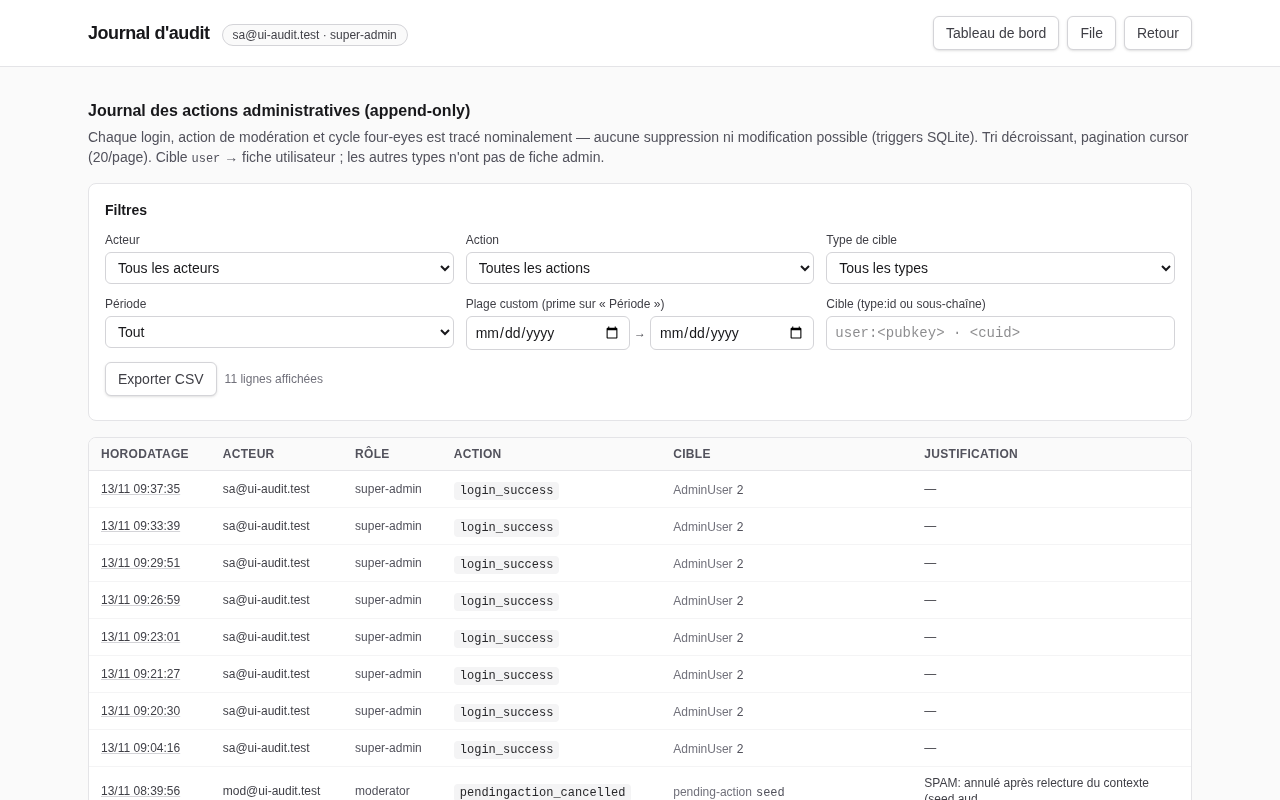 Journal d'audit
sa@ui-audit.test · super-admin
Tableau de bord
File
Retour
Journal des actions administratives (append-only)
Chaque login, action de modération et cycle four-eyes est tracé nominalement — aucune suppression ni modification possible (triggers SQLite). Tri décroissant, pagination cursor
(20/page). Cible user → fiche utilisateur ; les autres types n'ont pas de fiche admin.
Filtres
Acteur
Action
Type de cible
Tous les acteurs
Toutes les actions
Tous les types
Période
Plage custom (prime sur « Période »)
Cible (type:id ou sous-chaîne)
Tout
mm/dd/yyyy → mm/dd/yyyy
user:<pubkey> · <cuid>
Exporter CSV
11 lignes affichées
HORODATAGE ACTEUR RÔLE ACTION CIBLE JUSTIFICATION
13/11 09:37:35 sa@ui-audit.test super-admin login_success AdminUser 2 —
13/11 09:33:39 sa@ui-audit.test super-admin login_success AdminUser 2 —
13/11 09:29:51 sa@ui-audit.test super-admin login_success AdminUser 2 —
13/11 09:26:59 sa@ui-audit.test super-admin login_success AdminUser 2 —
13/11 09:23:01 sa@ui-audit.test super-admin login_success AdminUser 2 —
13/11 09:21:27 sa@ui-audit.test super-admin login_success AdminUser 2 —
13/11 09:20:30 sa@ui-audit.test super-admin login_success AdminUser 2 —
13/11 09:04:16 sa@ui-audit.test super-admin login_success AdminUser 2 —
13/11 08:39:56 mod@ui-audit.test moderator pendingaction_cancelled pending-action seed SPAM: annulé après relecture du contexte
(seed aud